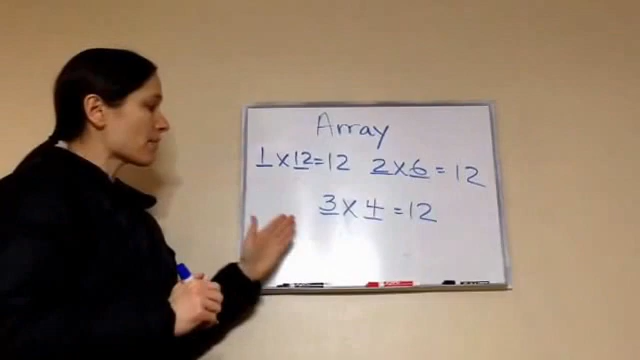 Array
1 x 12 = 12 2 x 6 = 12
3 x 4 = 12